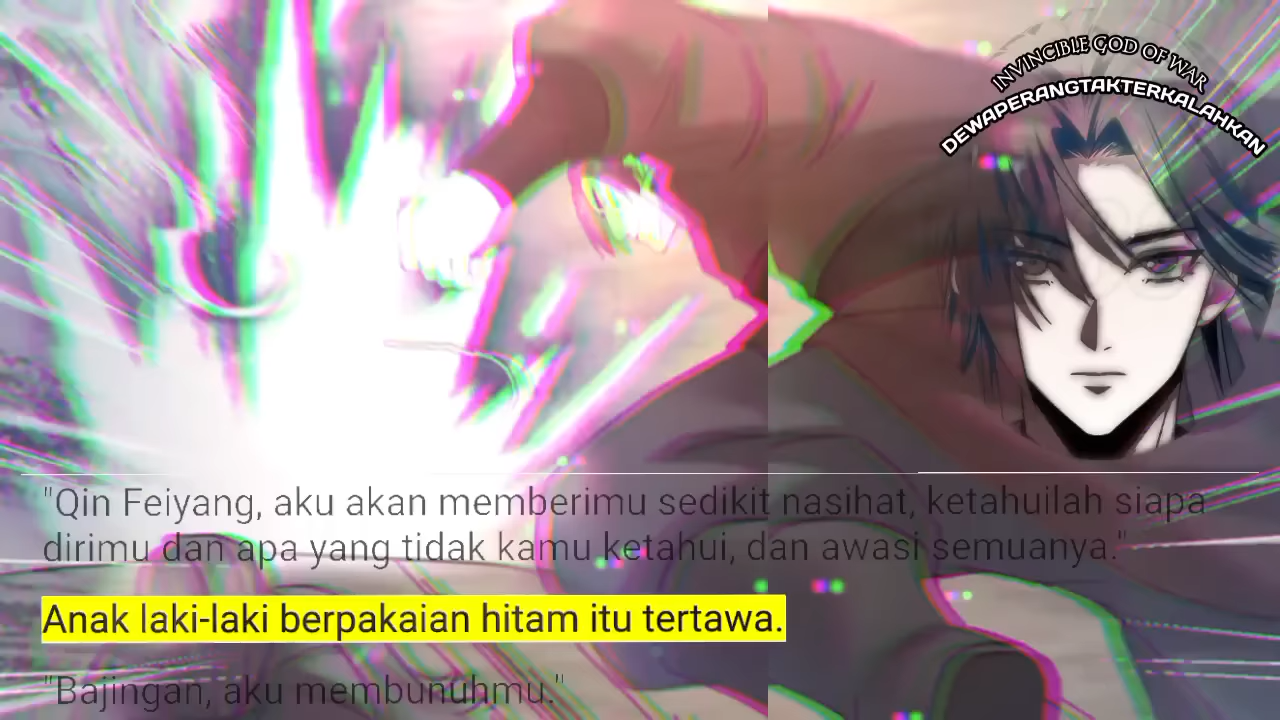 INVINCIBLE GOD OF WAR
DEWAPERANGTAKTERKALAHKAN
"Qin Feiyang, aku akan memberimu sedikit nasihat, ketahuilah siapa
dirimu dan apa yang tidak kamu ketahui, dan awasi semuanya."
Anak laki-laki berpakaian hitam itu tertawa.
"Bajingan, aku membunuhmu."